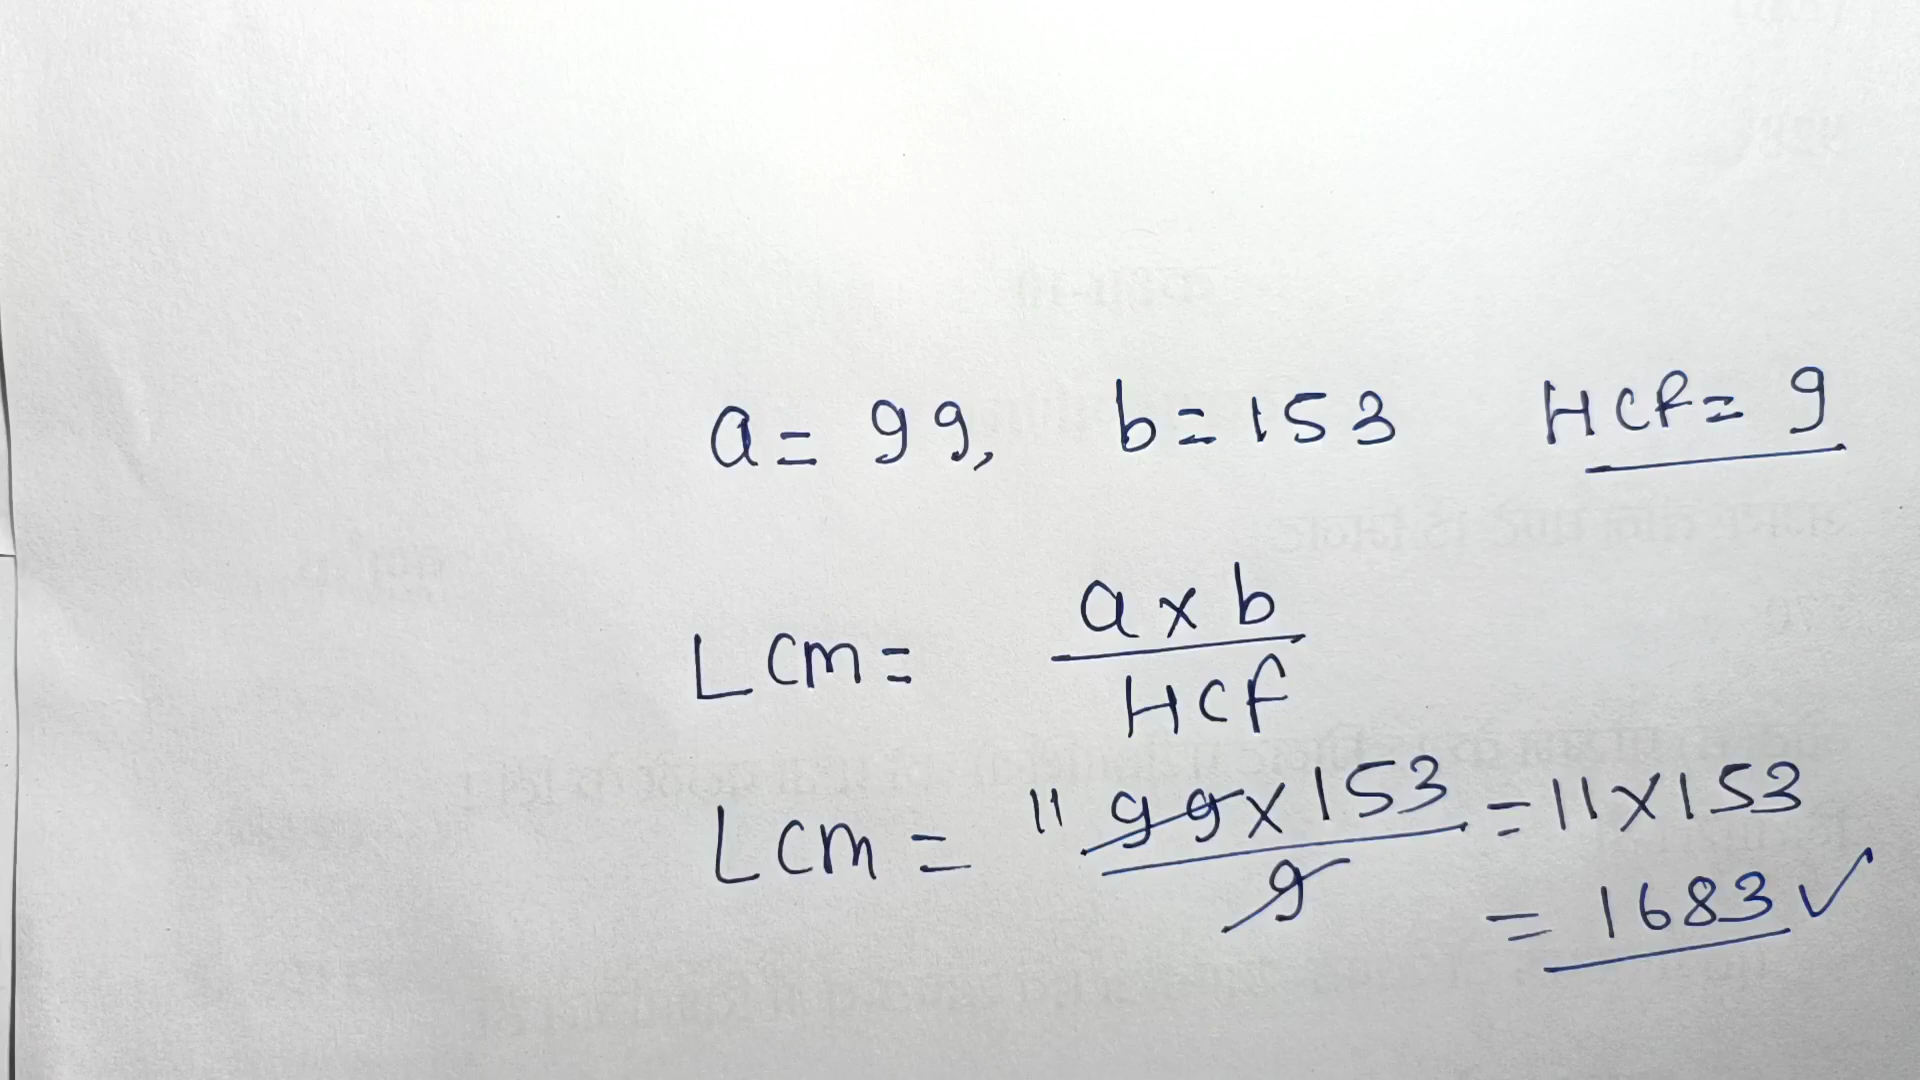 a = 99, b = 153 HCF = 9
LCM = a × b / HCF
LCM = 11 99 × 153 / 9 = 11 × 153
= 1683 ✓